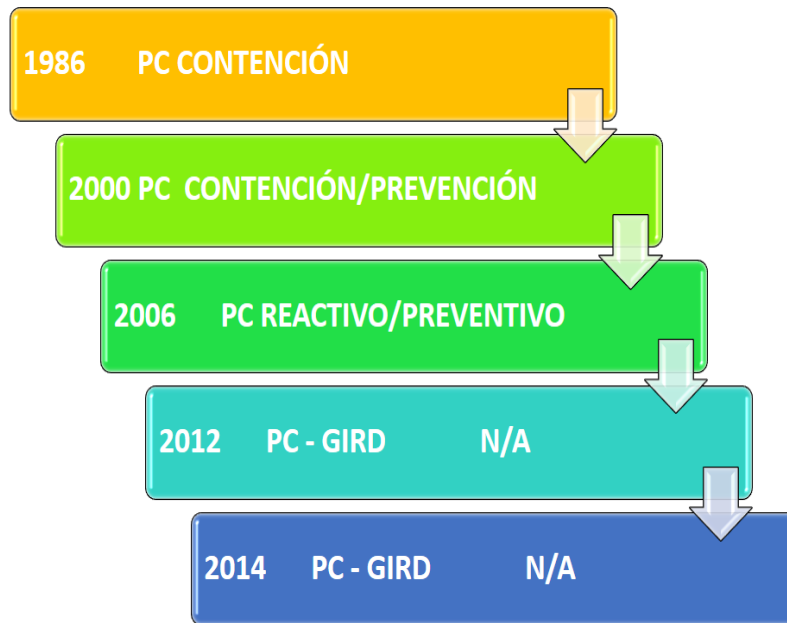 1986 PC CONTENCIÓN
2000 PC CONTENCIÓN/PREVENCIÓN
2006 PC REACTIVO/PREVENTIVO
2012 PC - GIRD N/A
2014 PC - GIRD N/A